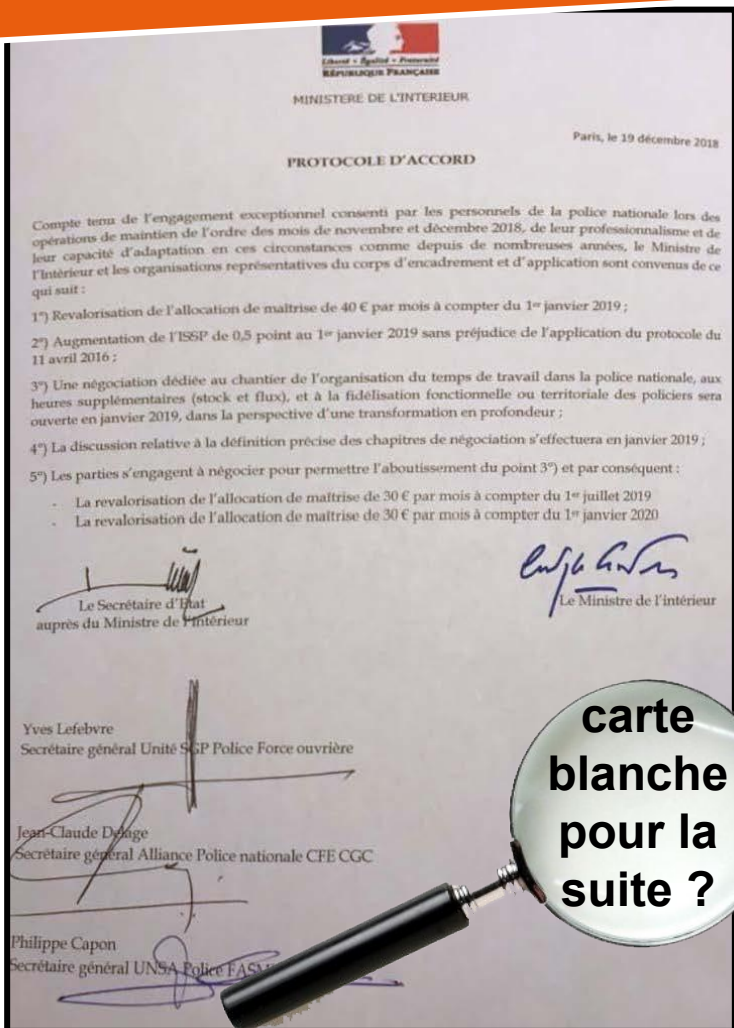 Liberté • Égalité • Fraternité
RÉPUBLIQUE FRANÇAISE
MINISTERE DE L'INTERIEUR
Paris, le 19 décembre 2018
PROTOCOLE D'ACCORD
Compte tenu de l'engagement exceptionnel consenti par les personnels de la police nationale lors des
opérations de maintien de l'ordre des mois de novembre et décembre 2018, de leur professionnalisme et de
leur capacité d'adaptation en ces circonstances comme depuis de nombreuses années, le Ministre de
l'Intérieur et les organisations représentatives du corps d'encadrement et d'application sont convenus de ce
qui suit :
1°) Revalorisation de l'allocation de maîtrise de 40 € par mois à compter du 1er janvier 2019 ;
2°) Augmentation de l'ISSP de 0,5 point au 1er janvier 2019 sans préjudice de l'application du protocole du
11 avril 2016 ;
3°) Une négociation dédiée au chantier de l'organisation du temps de travail dans la police nationale, aux
heures supplémentaires (stock et flux), et à la fidélisation fonctionnelle ou territoriale des policiers sera
ouverte en janvier 2019, dans la perspective d'une transformation en profondeur ;
4°) La discussion relative à la définition précise des chapitres de négociation s'effectuera en janvier 2019 ;
5°) Les parties s'engagent à négocier pour permettre l'aboutissement du point 3°) et par conséquent :
- La revalorisation de l'allocation de maîtrise de 30 € par mois à compter du 1er juillet 2019
- La revalorisation de l'allocation de maîtrise de 30 € par mois à compter du 1er janvier 2020
Le Secrétaire d'Etat
auprès du Ministre de l'Intérieur
Le Ministre de l'intérieur
Yves Lefebvre
Secrétaire général Unité SGP Police Force ouvrière
Jean-Claude Delage
Secrétaire général Alliance Police nationale CFE CGC
Philippe Capon
Secrétaire général UNSA Police
carte
blanche
pour la
suite ?